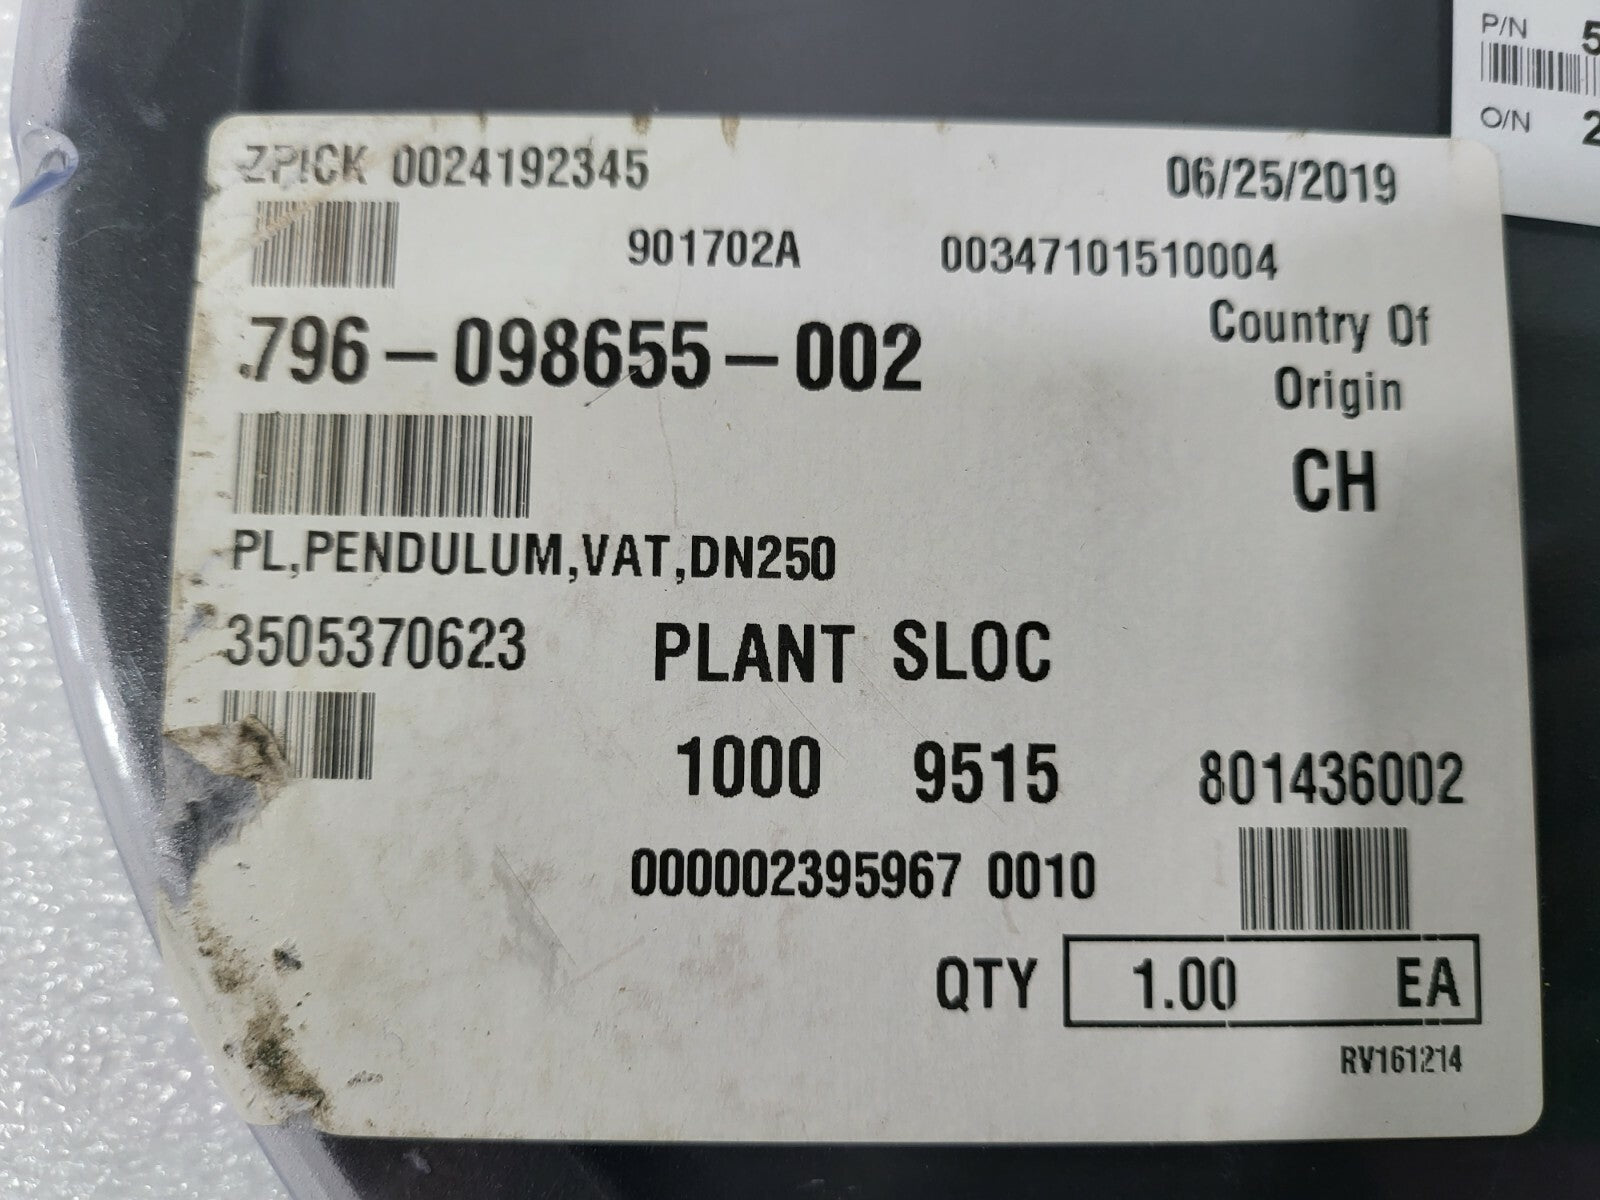 P/N 5
O/N 2
ZPICK 0024192345
06/25/2019
901702A
00347101510004
796-098655-002
Country Of
Origin
CH
PL,PENDULUM,VAT,DN250
3505370623
PLANT SLOC
1000 9515
801436002
000002395967 0010
QTY 1.00 EA
RV161214